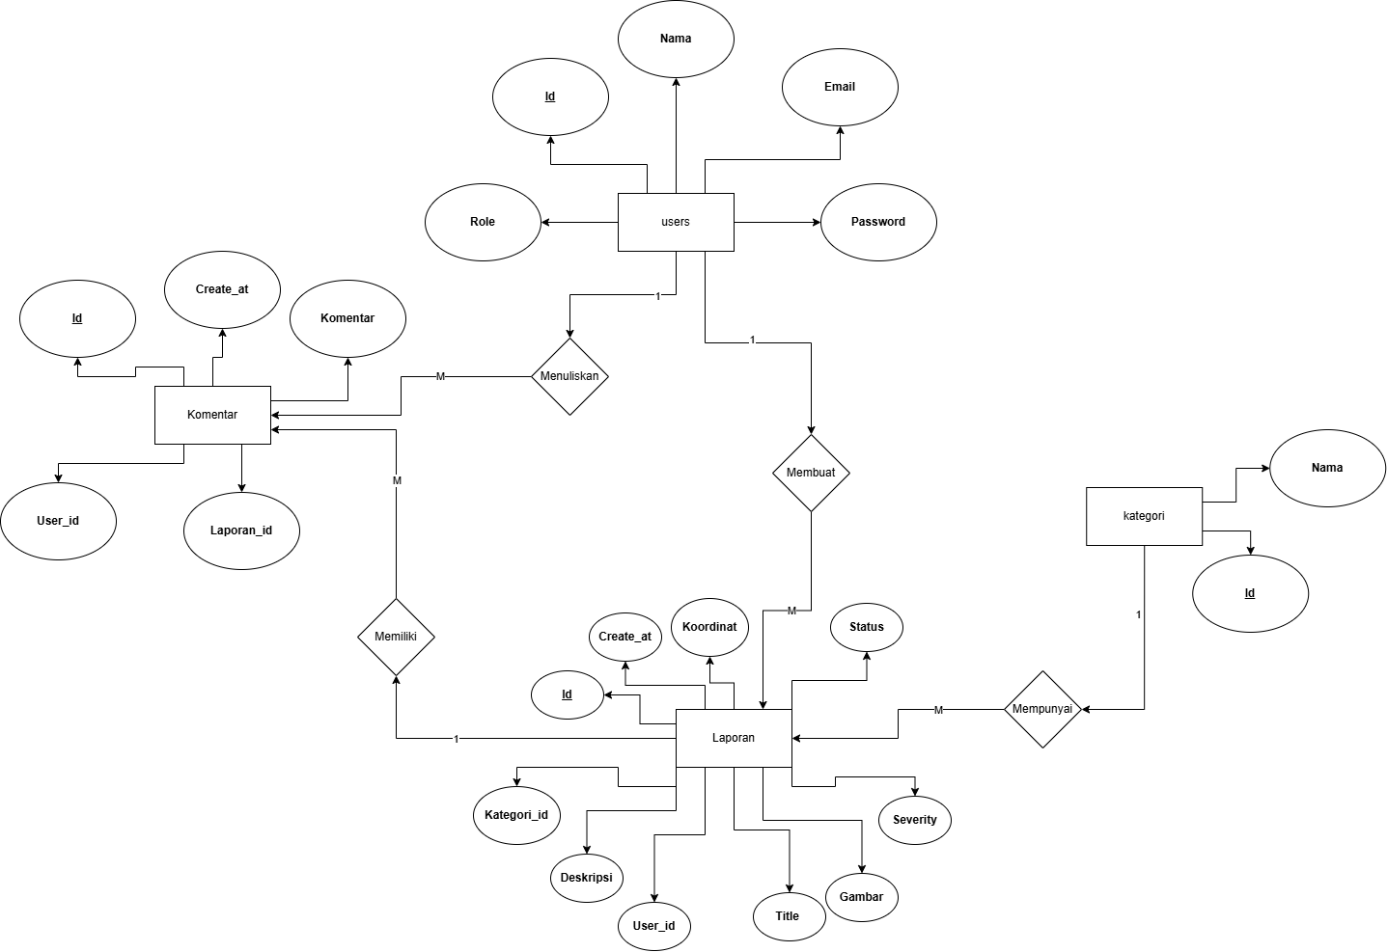 Nama
Email
Id
Role
users
Password
Create_at
Id
Komentar
1
1
Menuliskan
M
Komentar
M
Membuat
Nama
kategori
User_id
Laporan_id
Id
M
1
Memiliki
Create_at
Koordinat
Status
Id
M
Mempunyai
1
Laporan
Kategori_id
Severity
Deskripsi
Gambar
Title
User_id